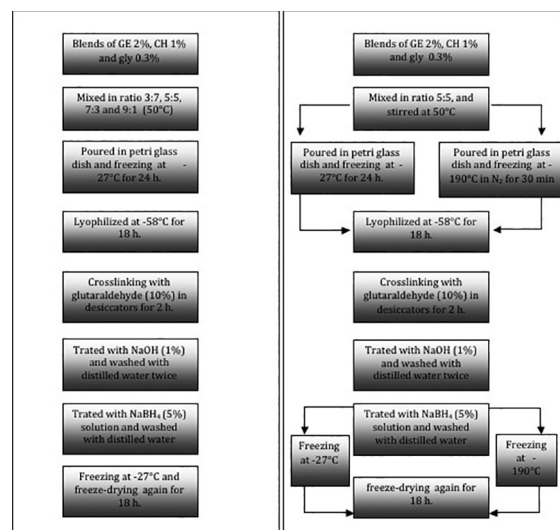 Blends of GE 2%, CH 1%
and gly 0.3%
Mixed in ratio 3:7, 5:5,
7:3 and 9:1 (50°C)
Poured in petri glass
dish and freezing at -
27°C for 24 h.
Lyophilized at -58°C for
18 h.
Crosslinking with
glutaraldehyde (10%) in
desiccators for 2 h.
Trated with NaOH (1%)
and washed with
distilled water twice
Trated with NaBH₄ (5%)
solution and washed
with distilled water
Freezing at -27°C and
freeze-drying again for
18 h.
Blends of GE 2%, CH 1%
and gly 0.3%
Mixed in ratio 5:5, and
stirred at 50°C
Poured in petri glass
dish and freezing at -
27°C for 24 h.
Poured in petri glass
dish and freezing at -
190°C in N₂ for 30 min
Lyophilized at -58°C for
18 h.
Crosslinking with
glutaraldehyde (10%) in
desiccators for 2 h.
Trated with NaOH (1%)
and washed with
distilled water twice
Trated with NaBH₄ (5%)
solution and washed
with distilled water
Freezing
at -27°C
Freezing
at -
190°C
freeze-drying again for
18 h.